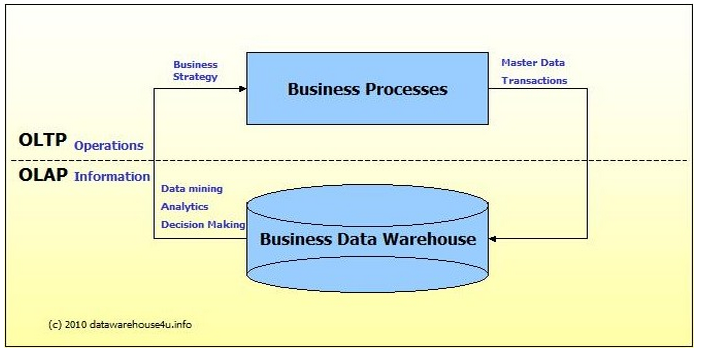 Business
Strategy
Business Processes
Master Data
Transactions
OLTP Operations
OLAP Information
Data mining
Analytics
Decision Making
Business Data Warehouse
(c) 2010 datawarehouse4u.info